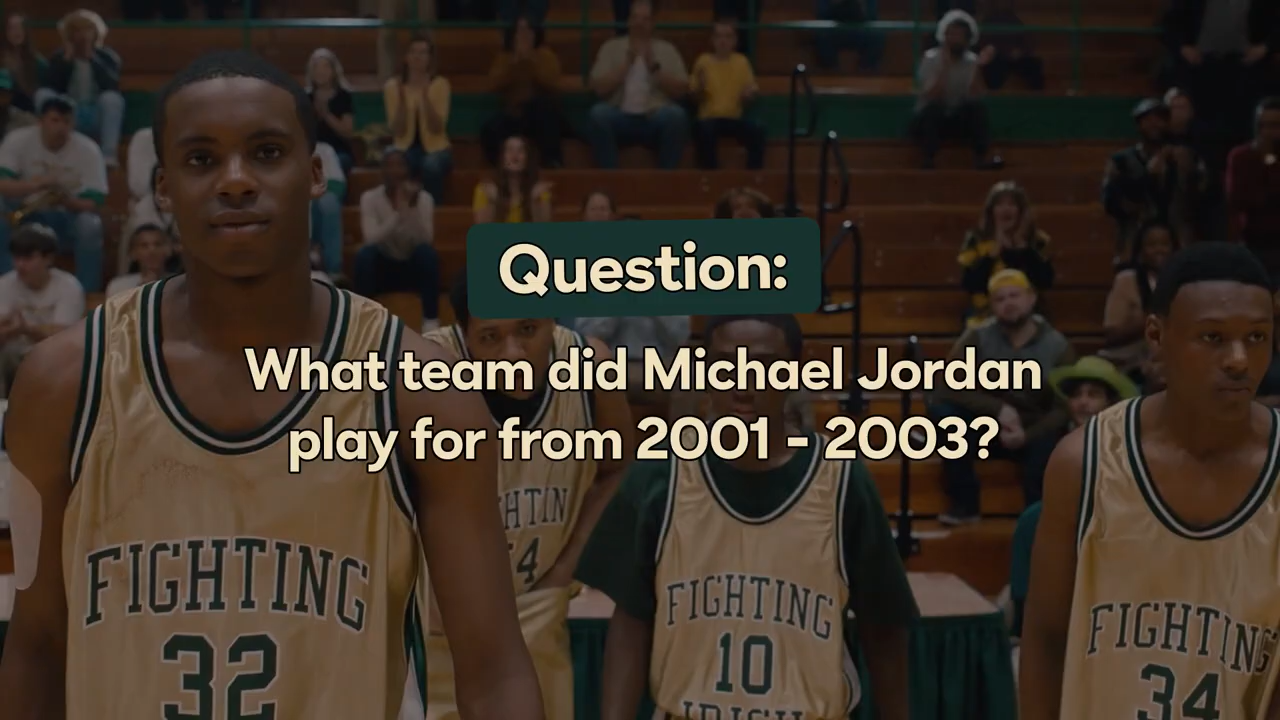 Question:
What team did Michael Jordan
play for from 2001 - 2003?
FIGHTING
32
FIGHTING
10
FIGHTING
34